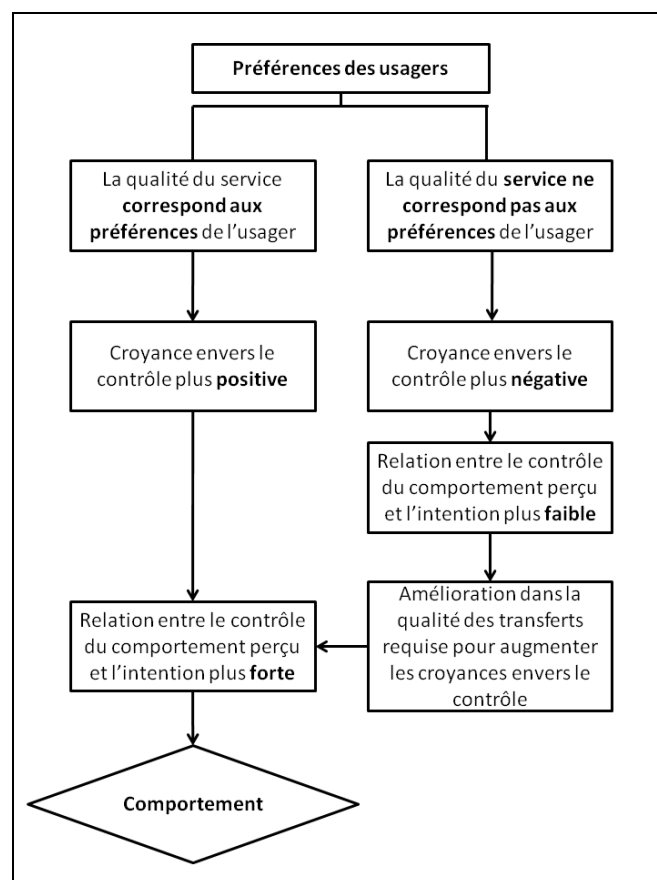 Préférences des usagers
La qualité du service
correspond aux
préférences de l'usager
La qualité du service ne
correspond pas aux
préférences de l'usager
Croyance envers le
contrôle plus positive
Croyance envers le
contrôle plus négative
Relation entre le contrôle
du comportement perçu
et l'intention plus faible
Relation entre le contrôle
du comportement perçu
et l'intention plus forte
Amélioration dans la
qualité des transferts
requise pour augmenter
les croyances envers le
contrôle
Comportement